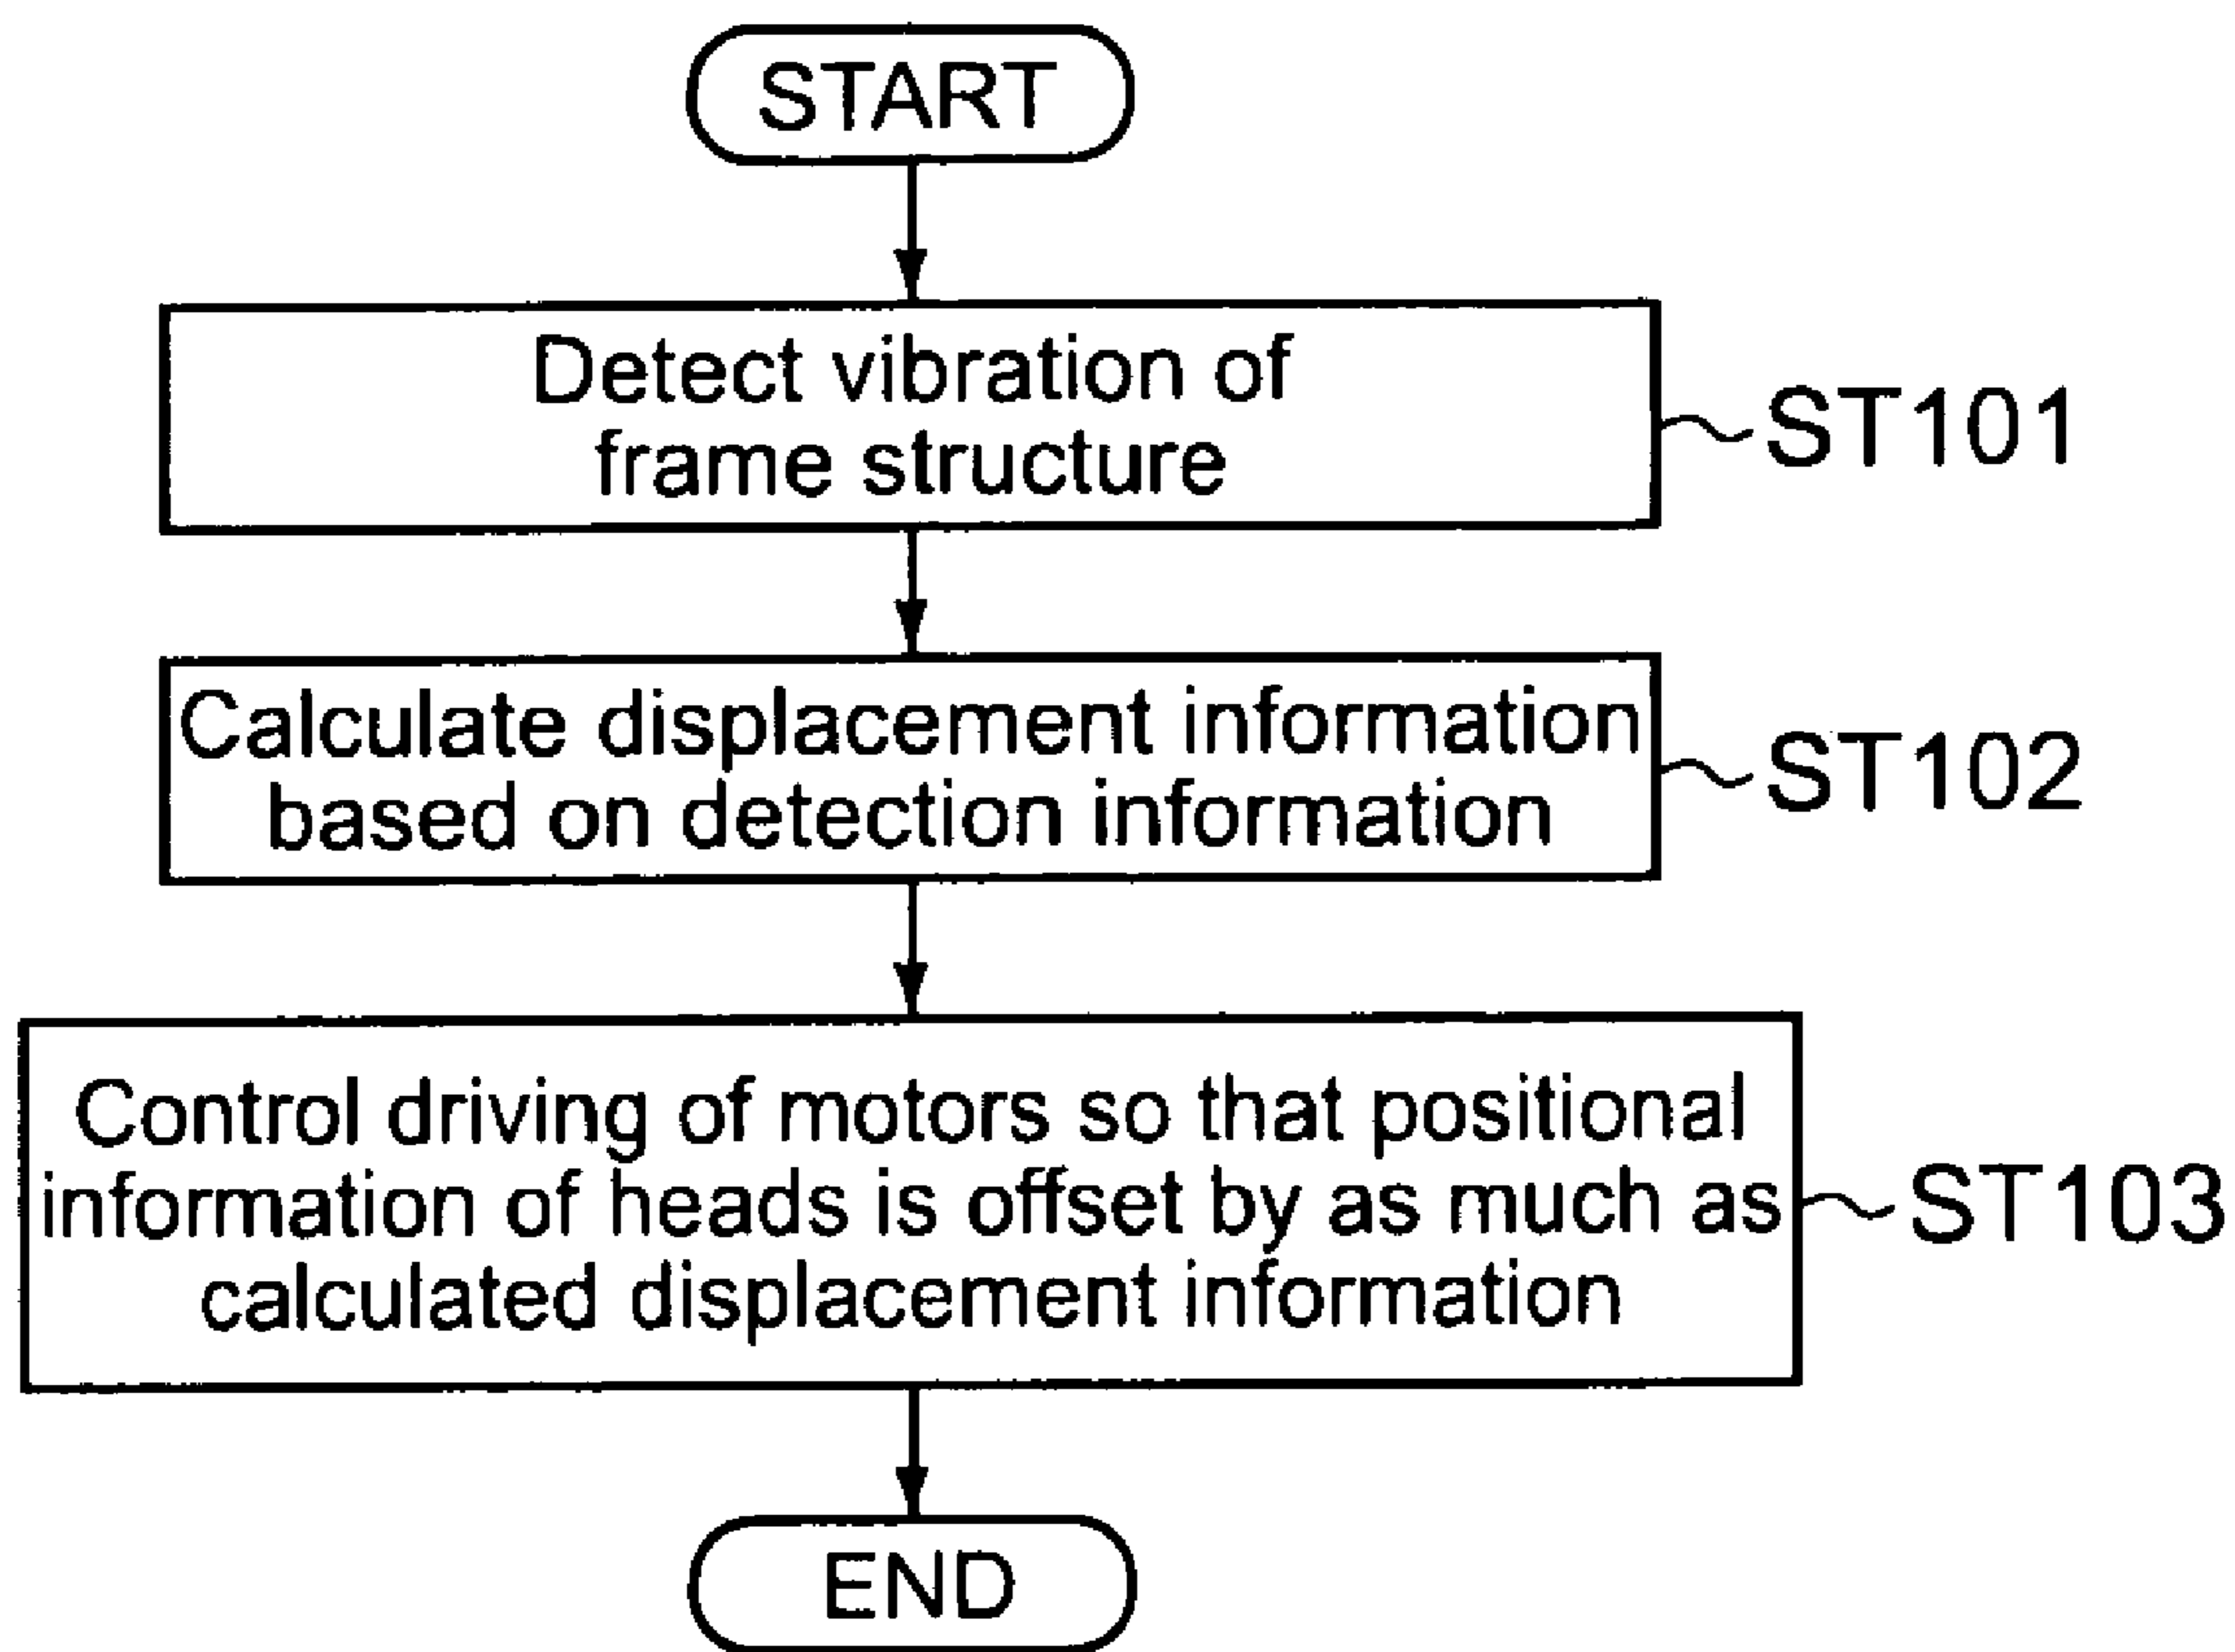 START
Detect vibration of
frame structure
ST101
Calculate displacement information
based on detection information
ST102
Control driving of motors so that positional
information of heads is offset by as much as
calculated displacement information
ST103
END